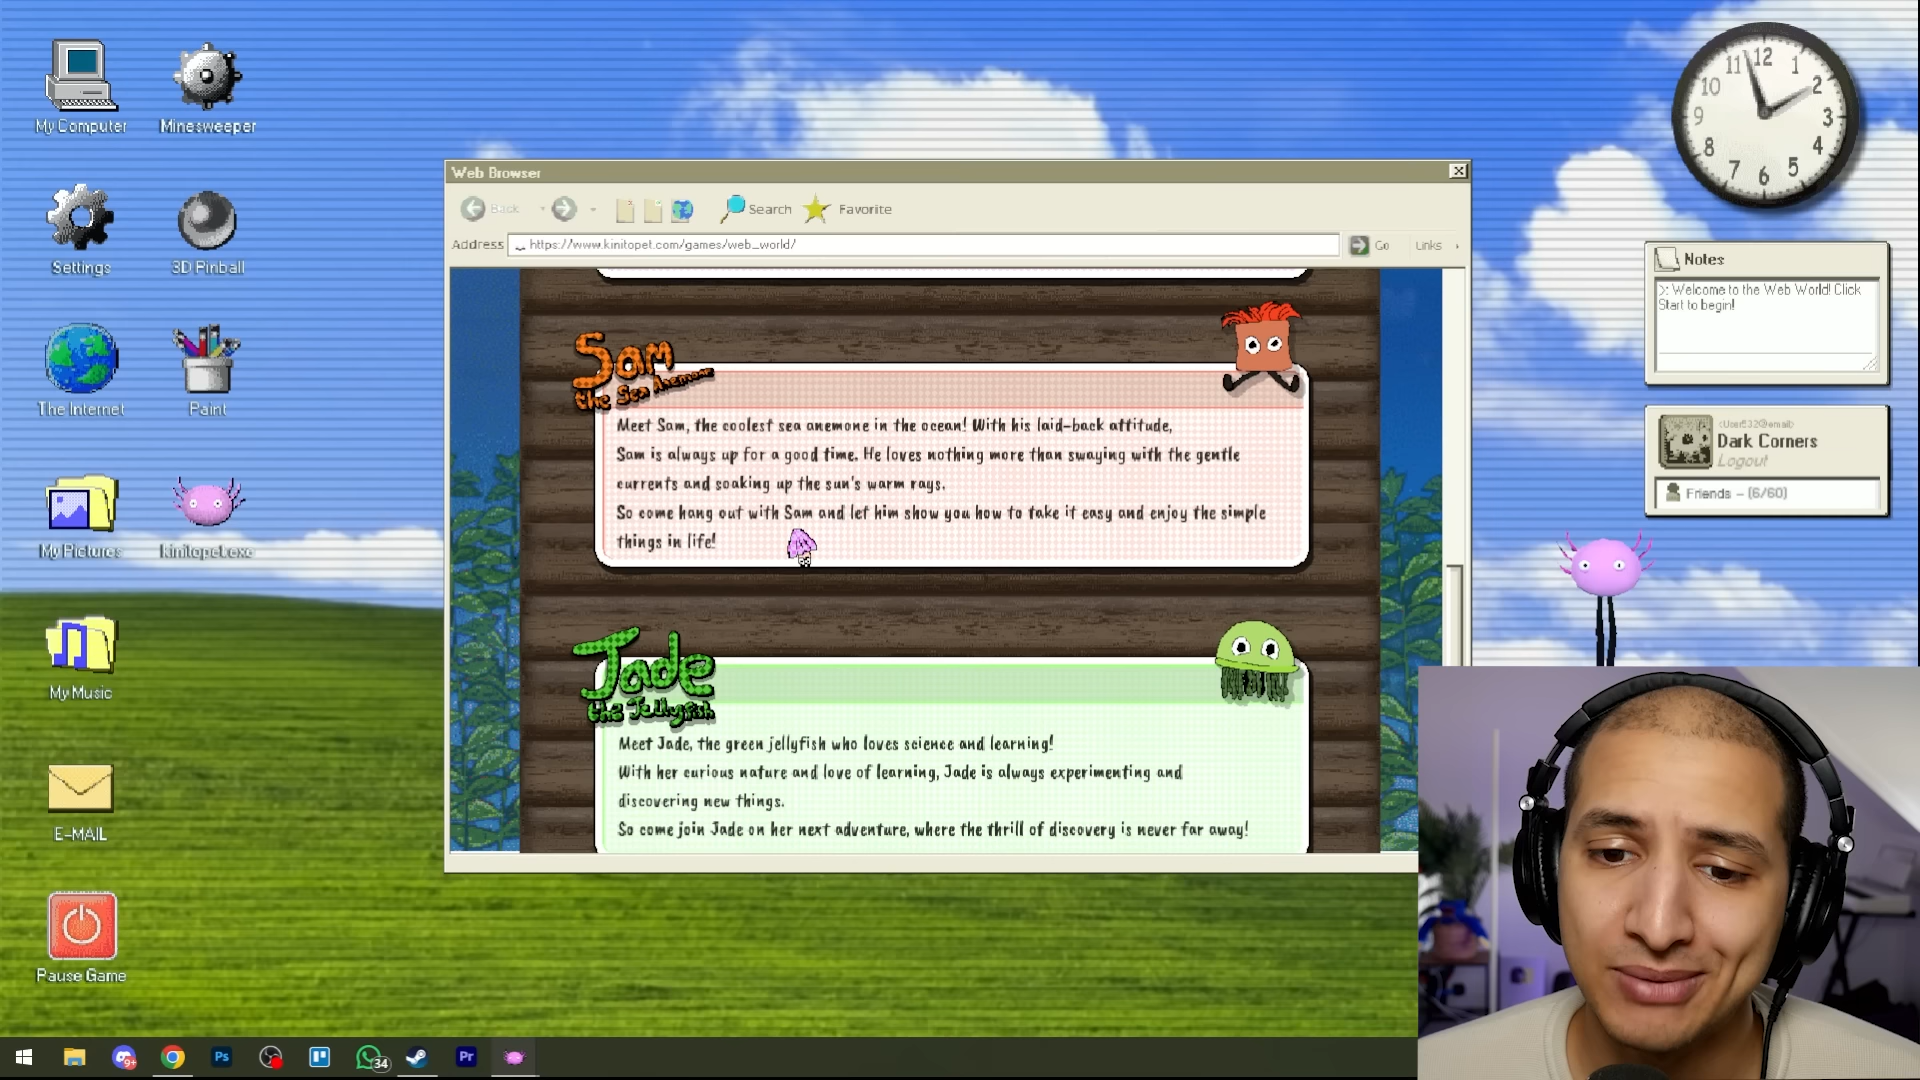 My Computer
Minesweeper
Settings
3D Pinball
The Internet
Paint
My Pictures
kinitopet.exe
My Music
E-MAIL
Pause Game
Web Browser
Back
Search
Favorite
Address
https://www.kinitopet.com/games/web_world/
Go
Links
Sam
the Sea Anemone
Meet Sam, the coolest sea anemone in the ocean! With his laid-back attitude,
Sam is always up for a good time. He loves nothing more than swaying with the gentle
currents and soaking up the sun's warm rays.
So come hang out with Sam and let him show you how to take it easy and enjoy the simple
things in life!
Jade
the Jellyfish
Meet Jade, the green jellyfish who loves science and learning!
With her curious nature and love of learning, Jade is always experimenting and
discovering new things.
So come join Jade on her next adventure, where the thrill of discovery is never far away!
12
1
2
3
4
5
6
7
8
9
10
11
Notes
>: Welcome to the Web World! Click
Start to begin!
<User532@email>
Dark Corners
Logout
Friends - (6/60)
9+
Ps
34
Pr